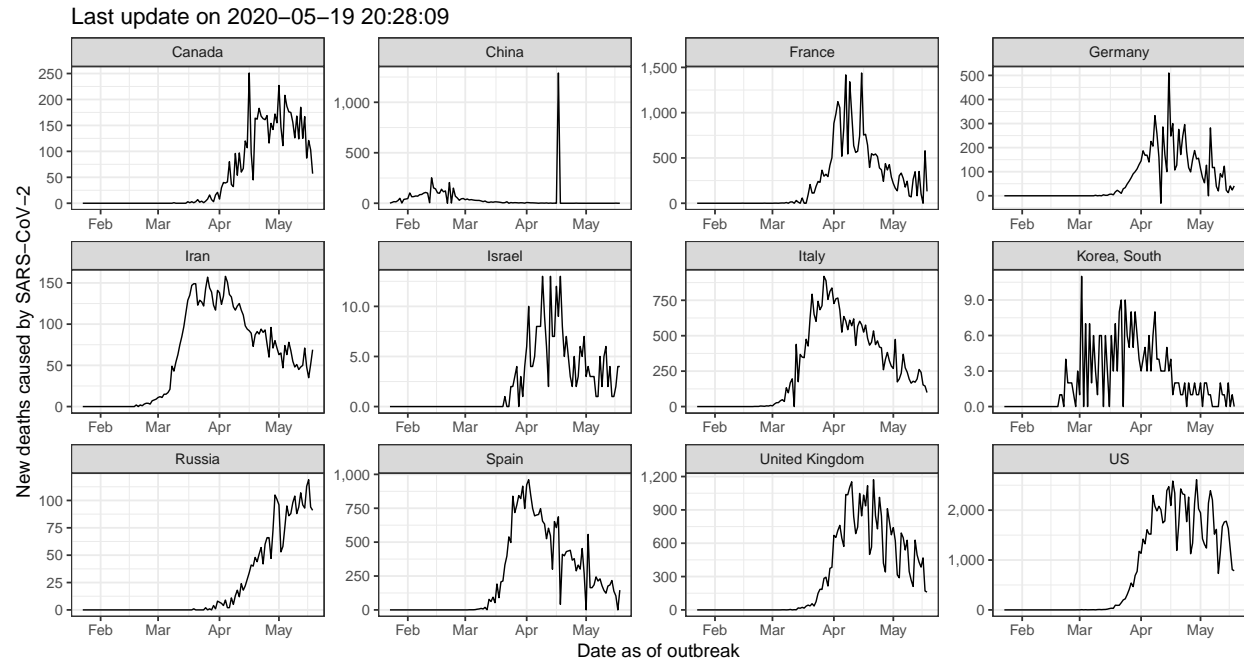 Last update on 2020−05−19 20:28:09
New deaths caused by SARS−CoV−2
Canada China France Germany
250 1,000 1,500 500
200 500 1,000 400
150 0 500 300
100 0 200
50 100
0 0
Feb Mar Apr May Feb Mar Apr May Feb Mar Apr May Feb Mar Apr May
Iran Israel Italy Korea, South
150 10.0 750 9.0
100 5.0 500 6.0
50 0.0 250 3.0
0 0 0.0
Feb Mar Apr May Feb Mar Apr May Feb Mar Apr May Feb Mar Apr May
Russia Spain United Kingdom US
100 1,000 1,200 2,000
75 750 900 1,000
50 500 600 0
25 250 300
0 0 0
Feb Mar Apr May Feb Mar Apr May Feb Mar Apr May Feb Mar Apr May
Date as of outbreak